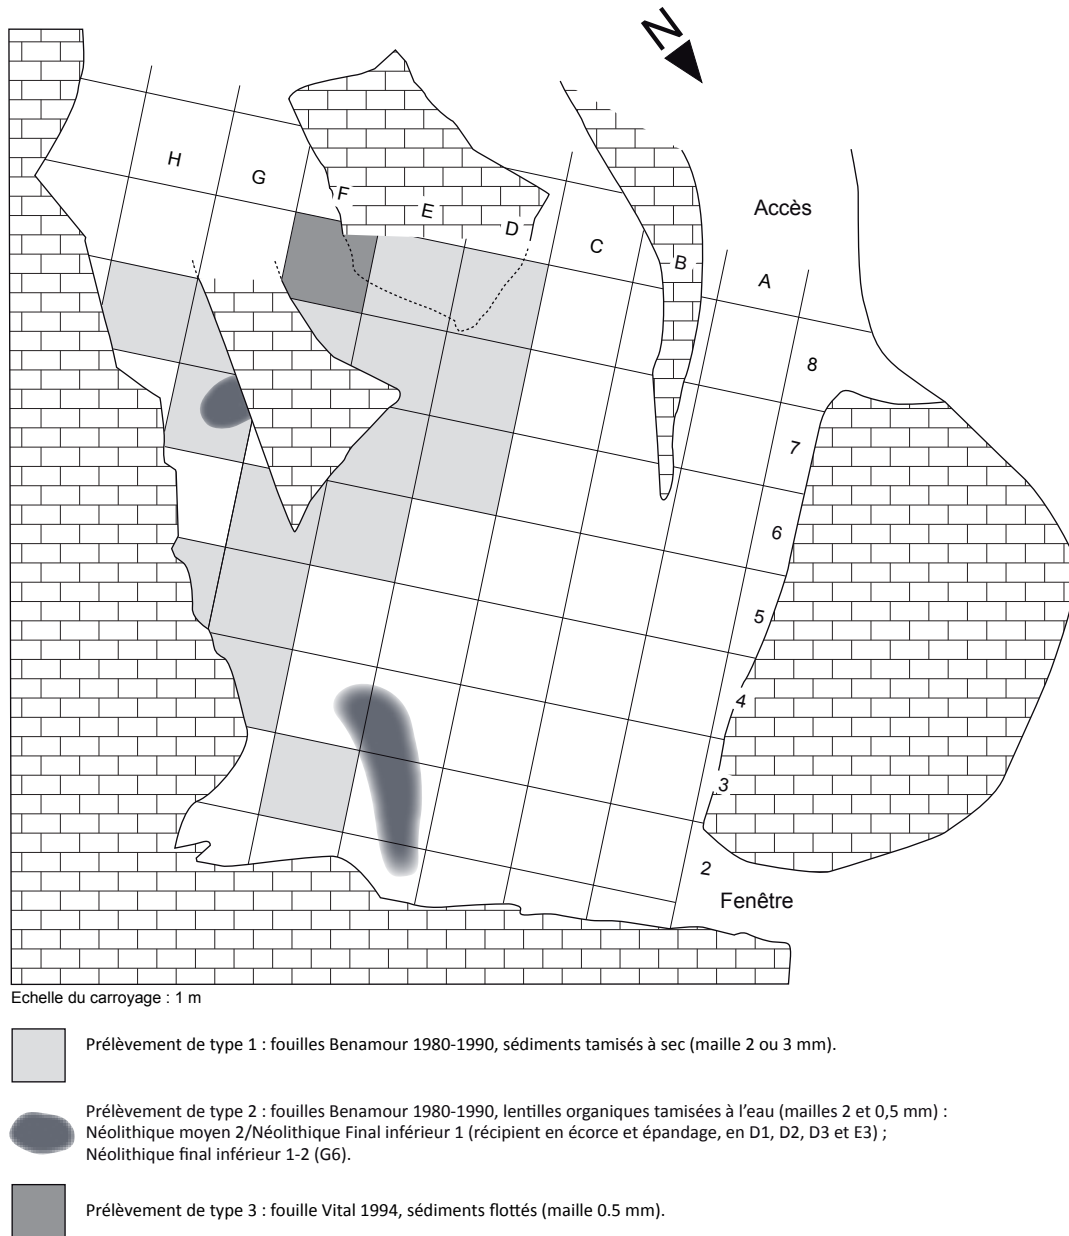 N
H
G
F
E
D
C
B
A
Accès
8
7
6
5
4
3
2
Fenêtre
Echelle du carroyage : 1 m
Prélèvement de type 1 : fouilles Benamour 1980-1990, sédiments tamisés à sec (maille 2 ou 3 mm).
Prélèvement de type 2 : fouilles Benamour 1980-1990, lentilles organiques tamisées à l'eau (mailles 2 et 0,5 mm) :
Néolithique moyen 2/Néolithique Final inférieur 1 (récipient en écorce et épandage, en D1, D2, D3 et E3) ;
Néolithique final inférieur 1-2 (G6).
Prélèvement de type 3 : fouille Vital 1994, sédiments flottés (maille 0.5 mm).